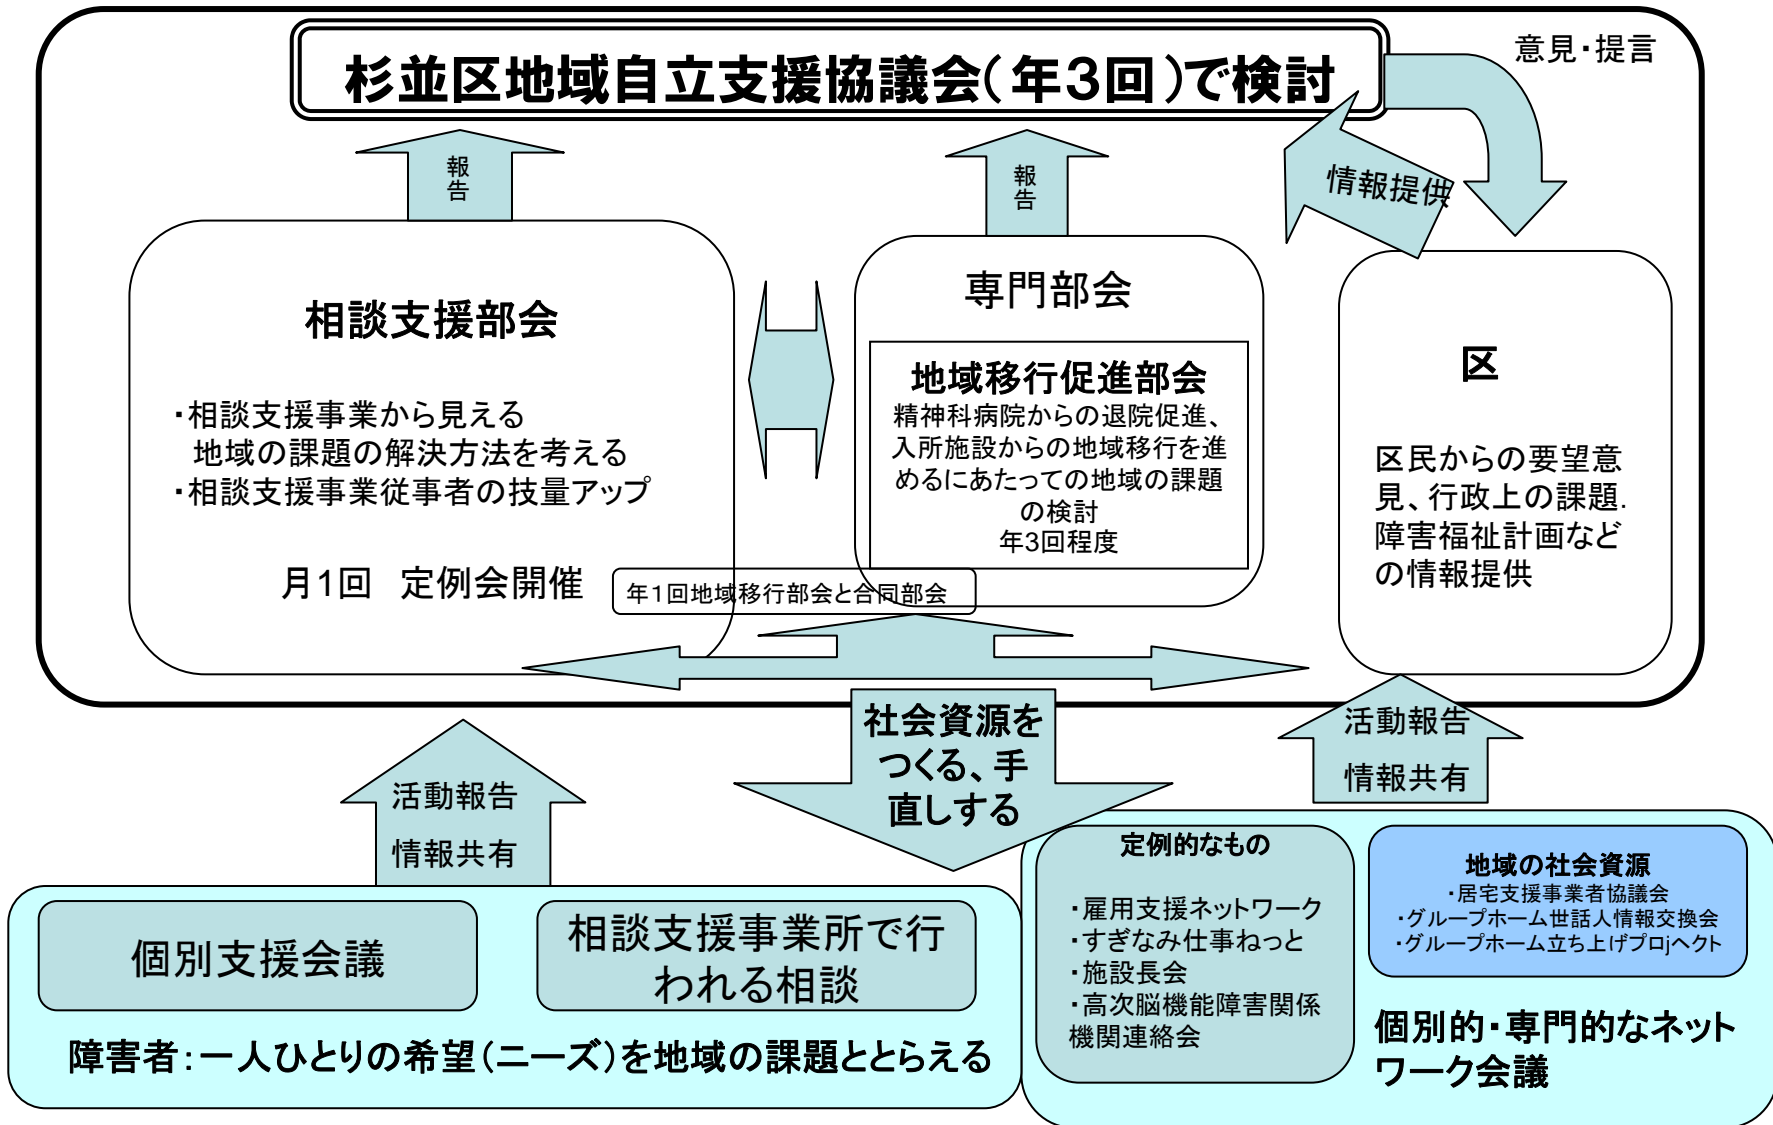 杉並区地域自立支援協議会(年3回)で検討
意見・提言
報告
報告
情報提供
相談支援部会
・相談支援事業から見える
地域の課題の解決方法を考える
・相談支援事業従事者の技量アップ
月1回 定例会開催
専門部会
地域移行促進部会
精神科病院からの退院促進、
入所施設からの地域移行を進
めるにあたっての地域の課題
の検討
年3回程度
年1回地域移行部会と合同部会
区
区民からの要望意
見、行政上の課題.
障害福祉計画など
の情報提供
活動報告
情報共有
社会資源を
つくる、手
直しする
活動報告
情報共有
個別支援会議
相談支援事業所で行
われる相談
障害者:一人ひとりの希望(ニーズ)を地域の課題ととらえる
定例的なもの
・雇用支援ネットワーク
・すぎなみ仕事ねっと
・施設長会
・高次脳機能障害関係
機関連絡会
地域の社会資源
・居宅支援事業者協議会
・グループホーム世話人情報交換会
・グループホーム立ち上げプロjヘクト
個別的・専門的なネット
ワーク会議